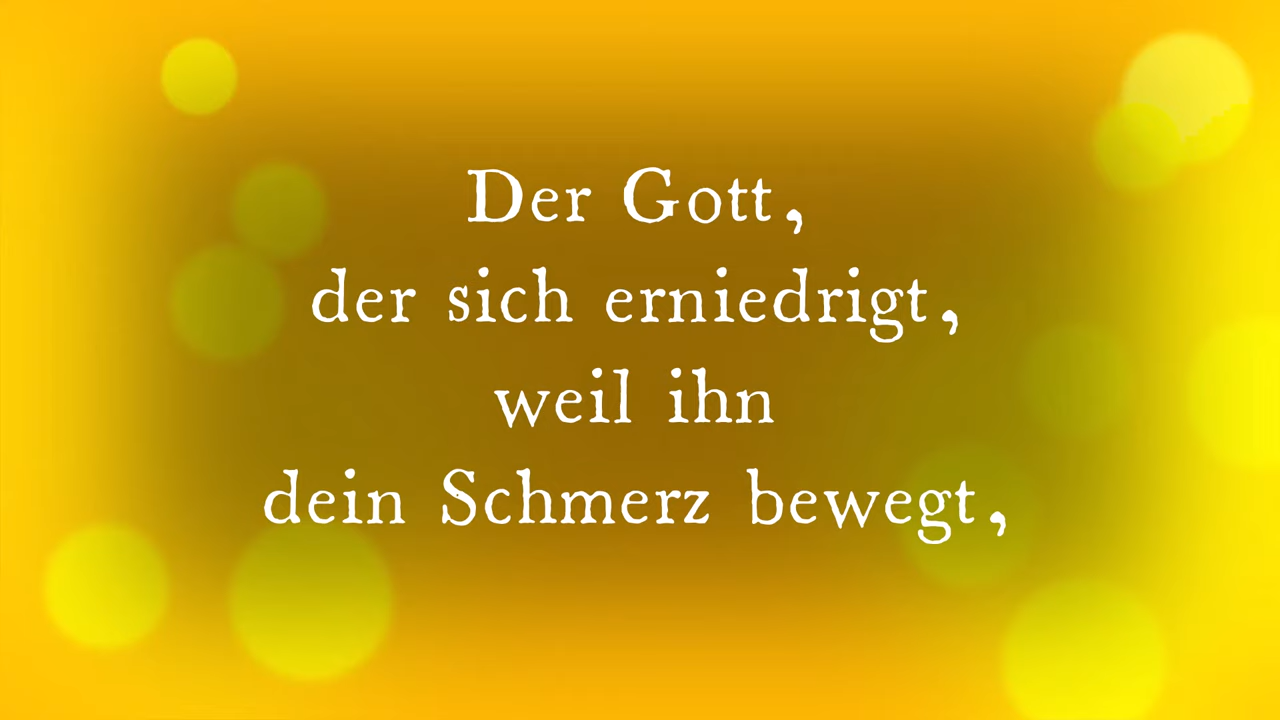 Der Gott,
der sich erniedrigt,
weil ihn
dein Schmerz bewegt,